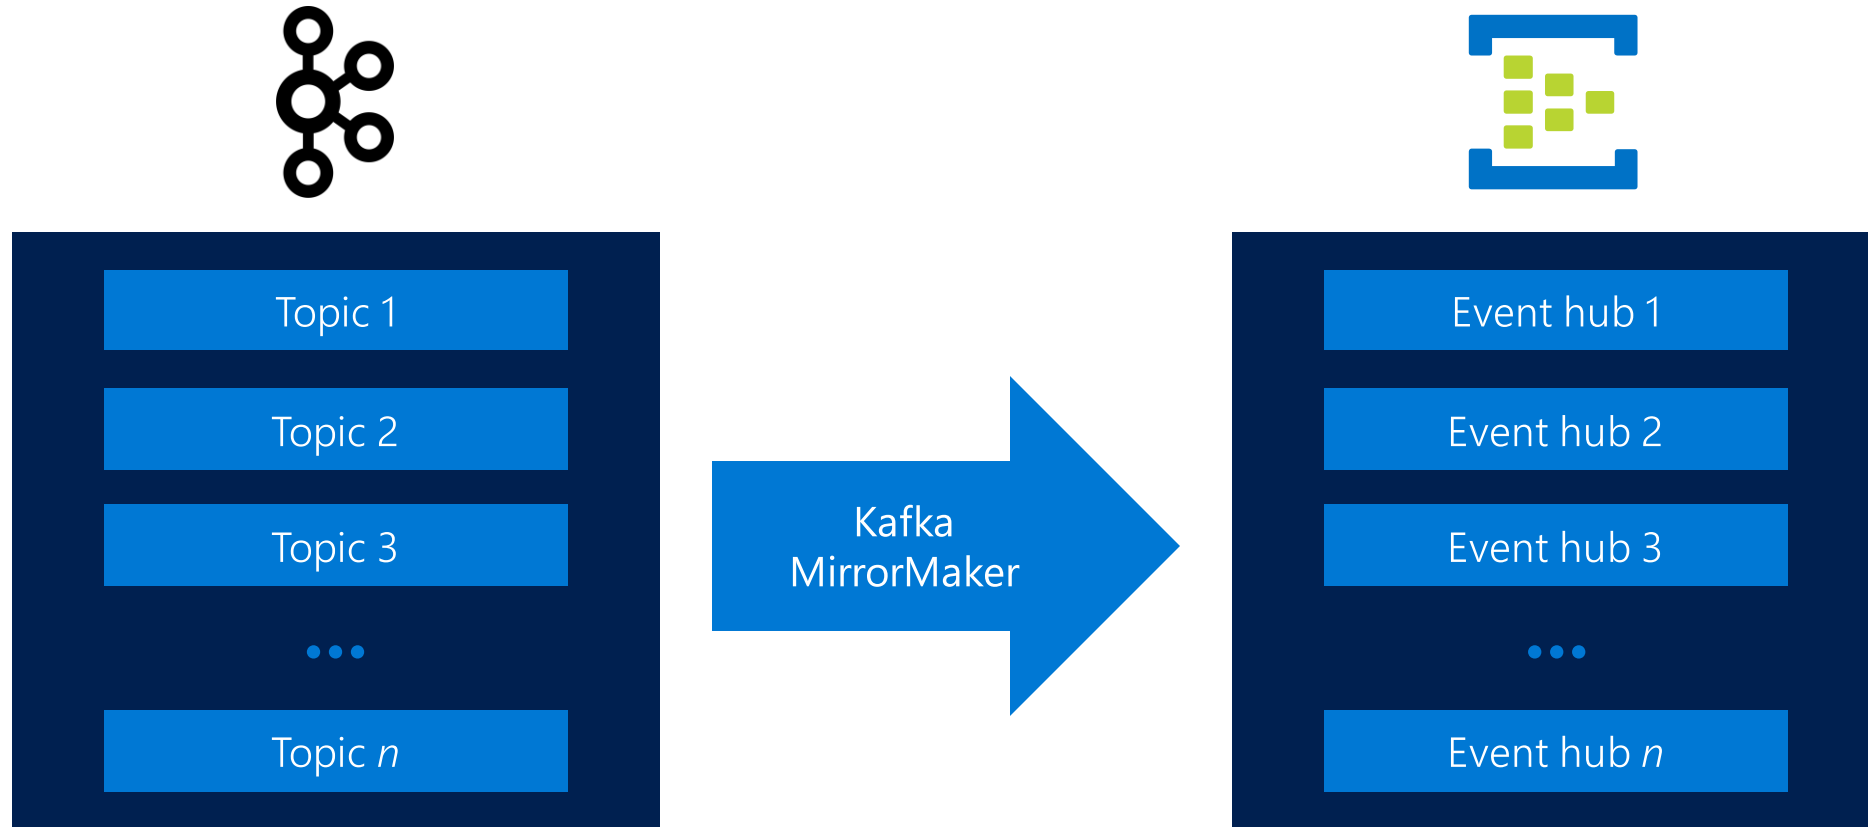 Topic 1
Topic 2
Topic 3
...
Topic n
Kafka
MirrorMaker
Event hub 1
Event hub 2
Event hub 3
...
Event hub n